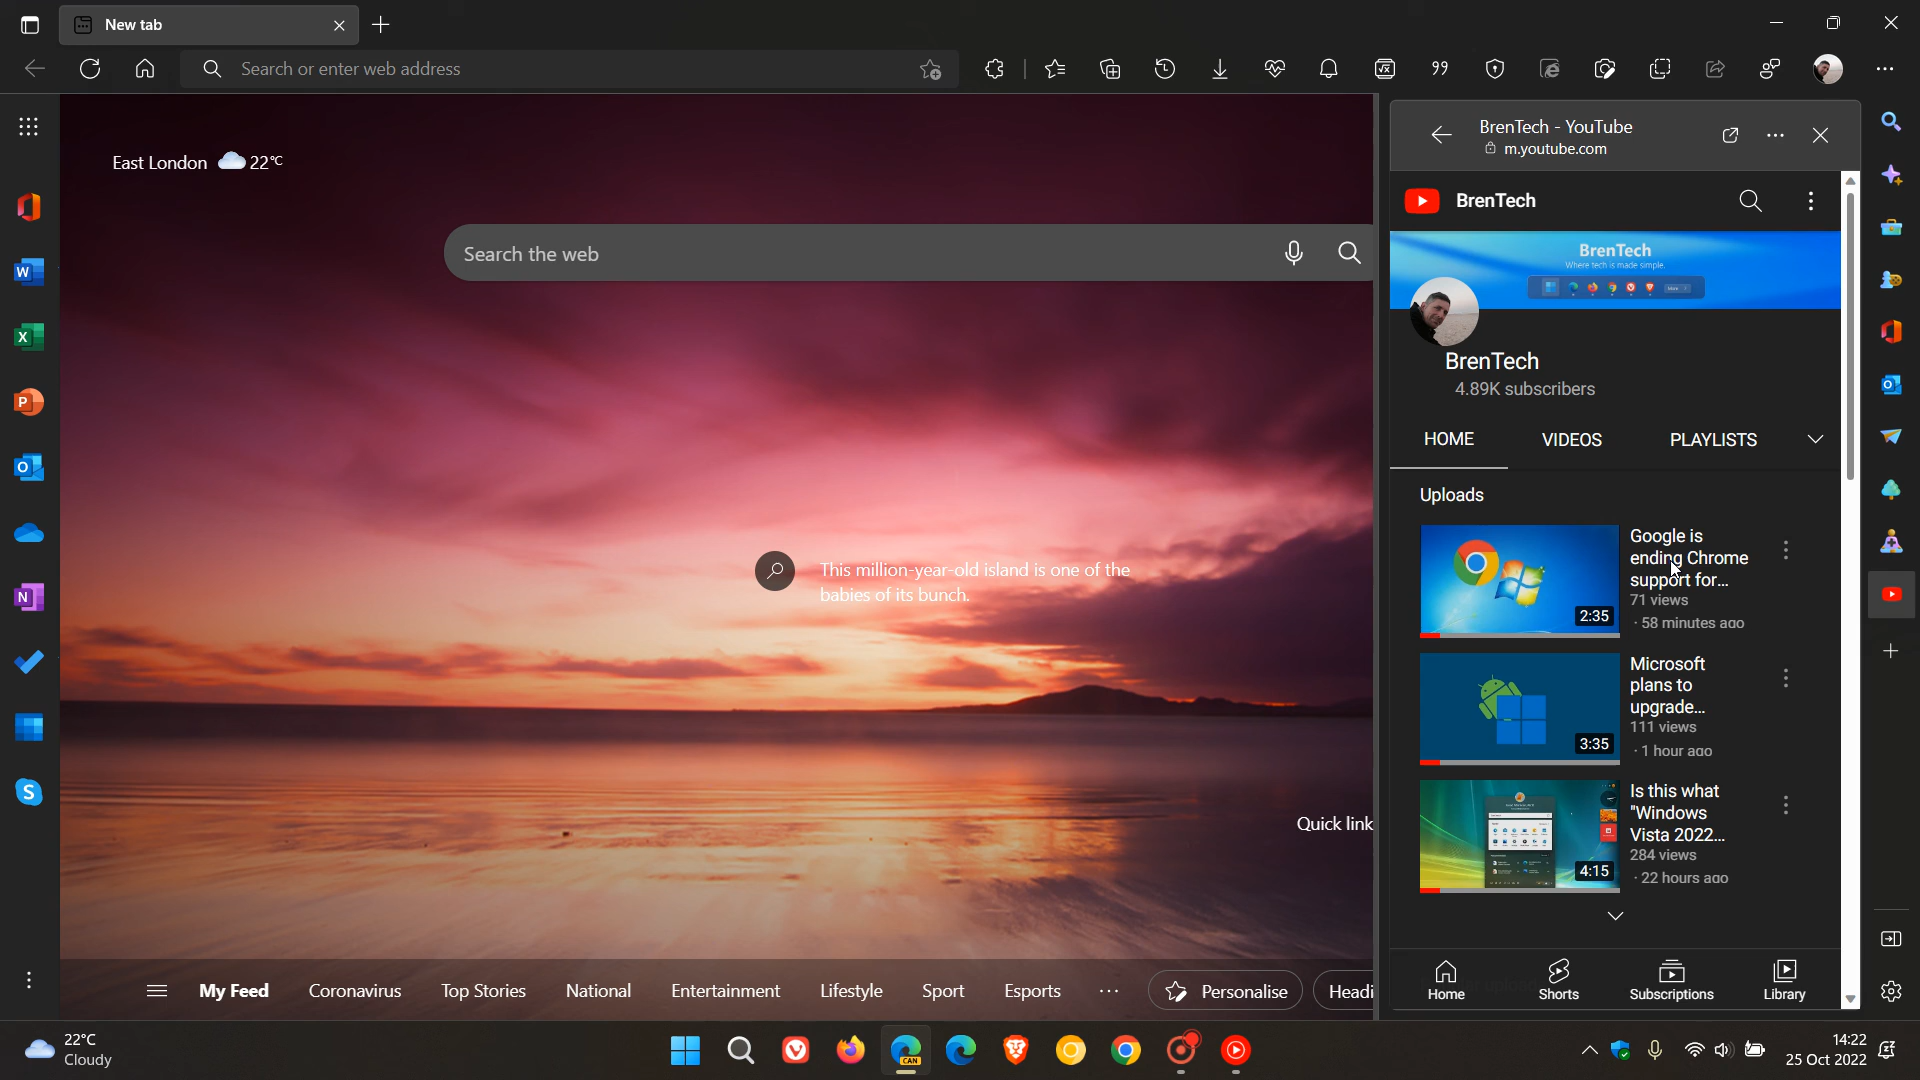 New tab
Search or enter web address
East London 22°C
Search the web
This million-year-old island is one of the
babies of its bunch.
Quick link
My Feed Coronavirus Top Stories National Entertainment Lifestyle Sport Esports Personalise Headi
BrenTech - YouTube
m.youtube.com
BrenTech
BrenTech
Where tech is made simple.
BrenTech
4.89K subscribers
HOME VIDEOS PLAYLISTS
Uploads
Google is
ending Chrome
support for...
71 views
· 58 minutes ago
2:35
Microsoft
plans to
upgrade...
111 views
· 1 hour ago
3:35
Is this what
"Windows
Vista 2022...
284 views
· 22 hours ago
4:15
Home Shorts Subscriptions Library
22°C
Cloudy
CAN
14:22
25 Oct 2022